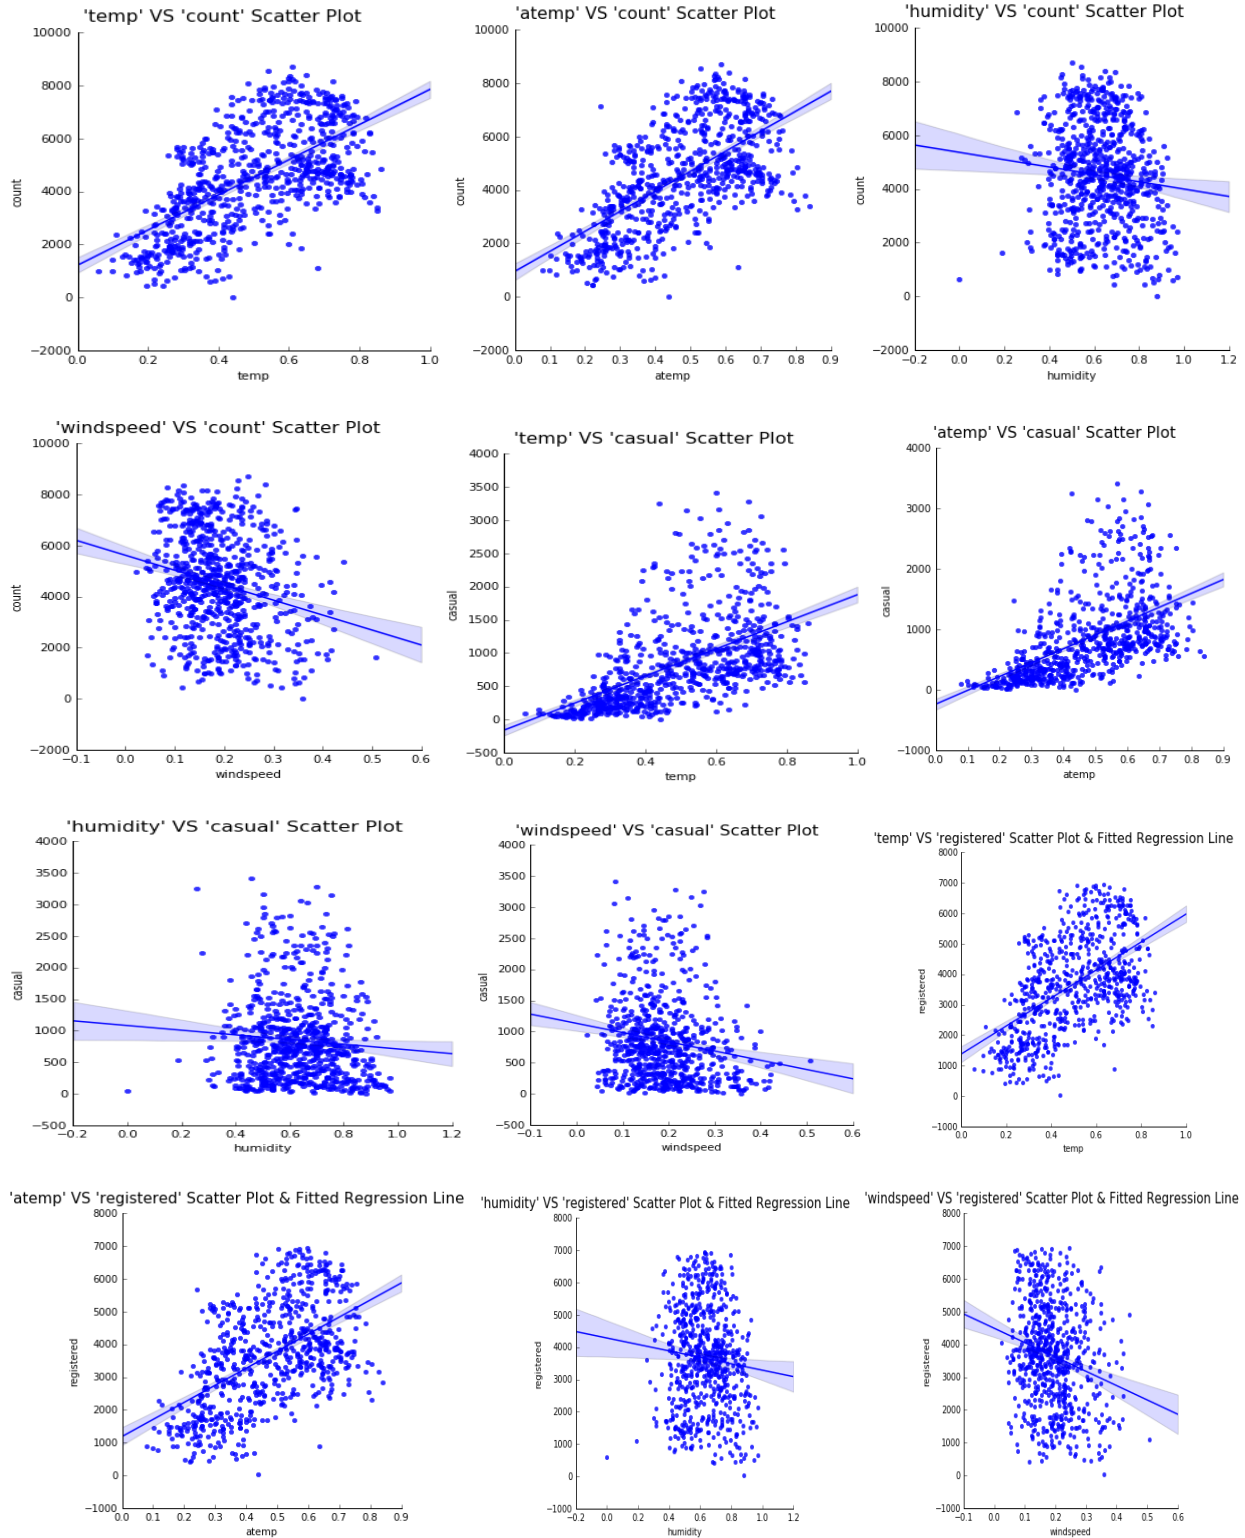 'temp' VS 'count' Scatter Plot
10000
8000
6000
4000
2000
0
−2000
count
0.0 0.2 0.4 0.6 0.8 1.0
temp
'atemp' VS 'count' Scatter Plot
10000
8000
6000
4000
2000
0
−2000
count
0.0 0.1 0.2 0.3 0.4 0.5 0.6 0.7 0.8 0.9
atemp
'humidity' VS 'count' Scatter Plot
10000
8000
6000
4000
2000
0
−2000
count
−0.2 0.0 0.2 0.4 0.6 0.8 1.0 1.2
humidity
'windspeed' VS 'count' Scatter Plot
10000
8000
6000
4000
2000
0
−2000
count
−0.1 0.0 0.1 0.2 0.3 0.4 0.5 0.6
windspeed
'temp' VS 'casual' Scatter Plot
4000
3500
3000
2500
2000
1500
1000
500
0
−500
casual
0.0 0.2 0.4 0.6 0.8 1.0
temp
'atemp' VS 'casual' Scatter Plot
4000
3000
2000
1000
0
−1000
casual
0.0 0.1 0.2 0.3 0.4 0.5 0.6 0.7 0.8 0.9
atemp
'humidity' VS 'casual' Scatter Plot
4000
3500
3000
2500
2000
1500
1000
500
0
−500
casual
−0.2 0.0 0.2 0.4 0.6 0.8 1.0 1.2
humidity
'windspeed' VS 'casual' Scatter Plot
4000
3500
3000
2500
2000
1500
1000
500
0
−500
casual
−0.1 0.0 0.1 0.2 0.3 0.4 0.5 0.6
windspeed
'temp' VS 'registered' Scatter Plot & Fitted Regression Line
8000
7000
6000
5000
4000
3000
2000
1000
0
−1000
registered
0.0 0.2 0.4 0.6 0.8 1.0
temp
'atemp' VS 'registered' Scatter Plot & Fitted Regression Line
8000
7000
6000
5000
4000
3000
2000
1000
0
−1000
registered
0.0 0.1 0.2 0.3 0.4 0.5 0.6 0.7 0.8 0.9
atemp
'humidity' VS 'registered' Scatter Plot & Fitted Regression Line
8000
7000
6000
5000
4000
3000
2000
1000
0
−1000
registered
−0.2 0.0 0.2 0.4 0.6 0.8 1.0 1.2
humidity
'windspeed' VS 'registered' Scatter Plot & Fitted Regression Line
8000
7000
6000
5000
4000
3000
2000
1000
0
−1000
registered
−0.1 0.0 0.1 0.2 0.3 0.4 0.5 0.6
windspeed